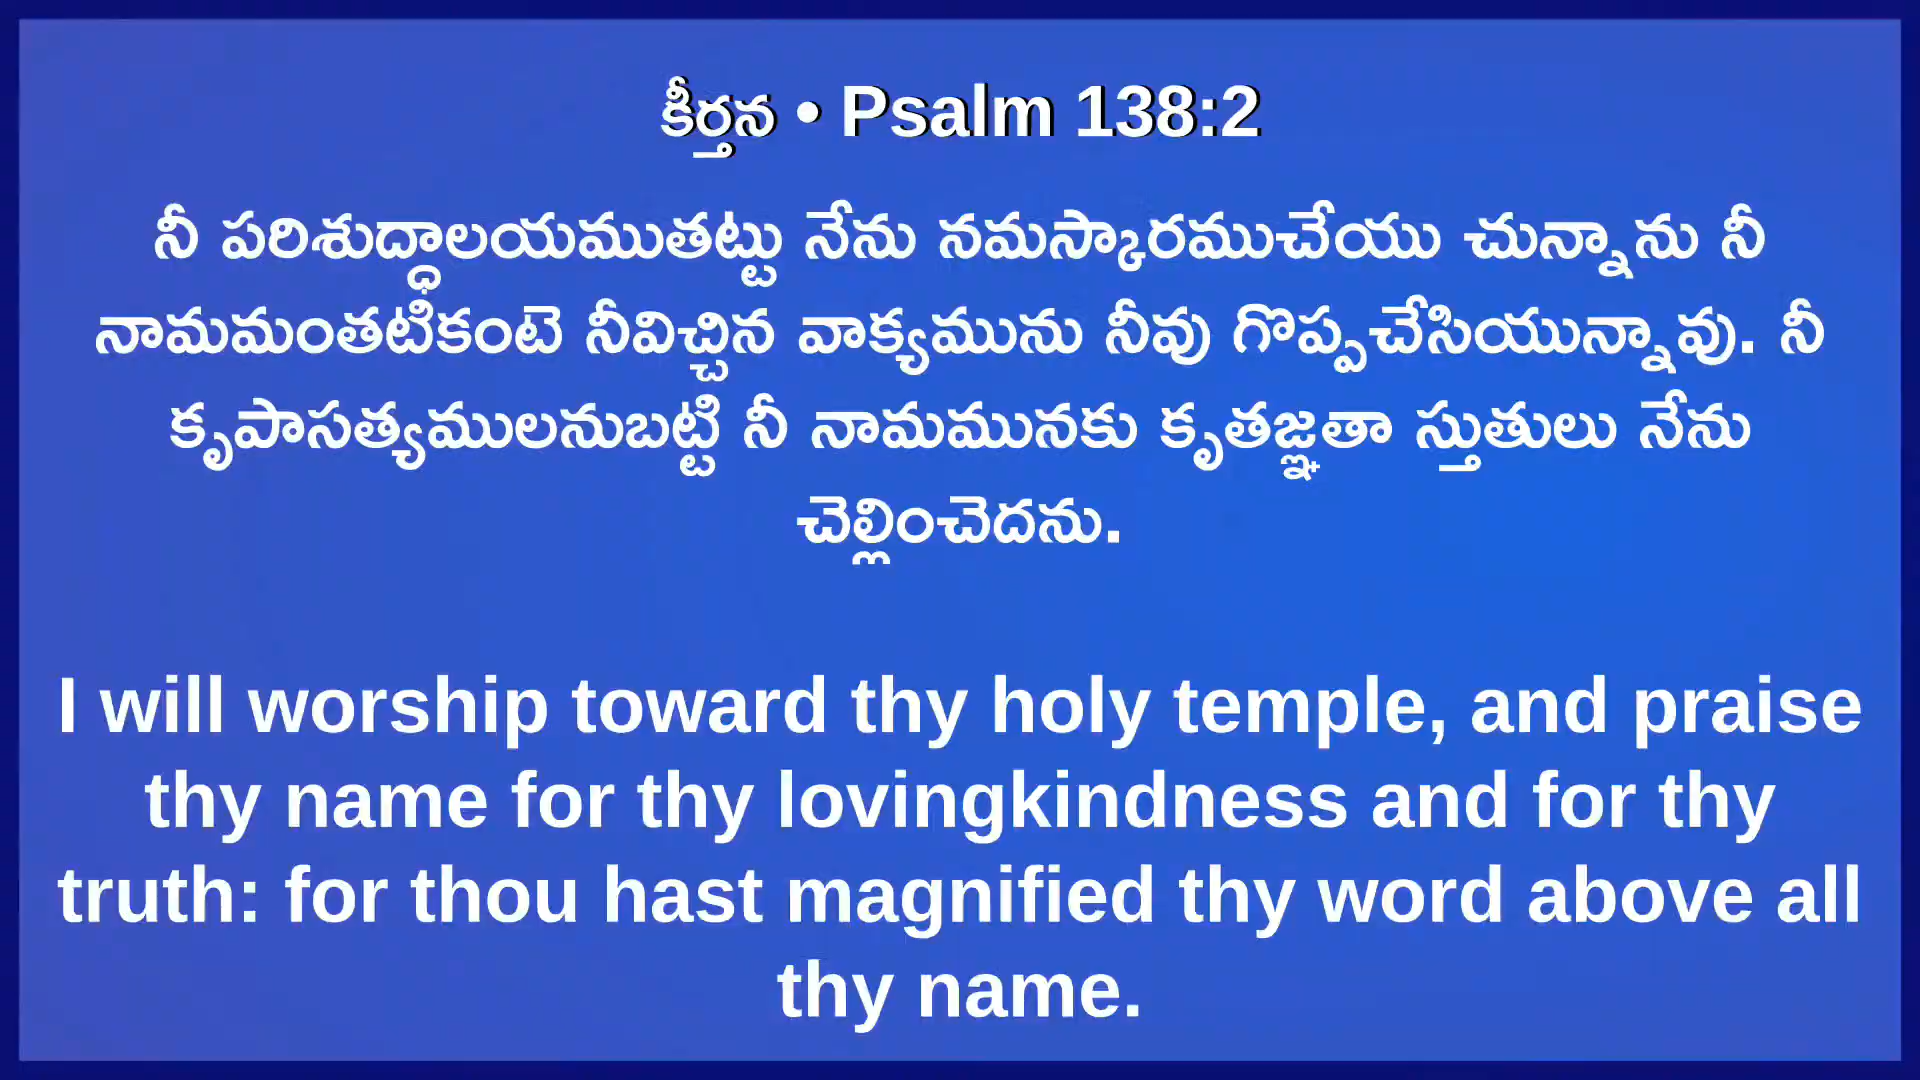 కీర్తన • Psalm 138:2
నీ పరిశుద్ధాలయముతట్టు నేను నమస్కారముచేయు చున్నాను నీ
నామమంతటికంటె నీవిచ్చిన వాక్యమును నీవు గొప్పచేసియున్నావు. నీ
కృపాసత్యములనుబట్టి నీ నామమునకు కృతజ్ఞతా స్తుతులు నేను
చెల్లించెదను.
I will worship toward thy holy temple, and praise
thy name for thy lovingkindness and for thy
truth: for thou hast magnified thy word above all
thy name.